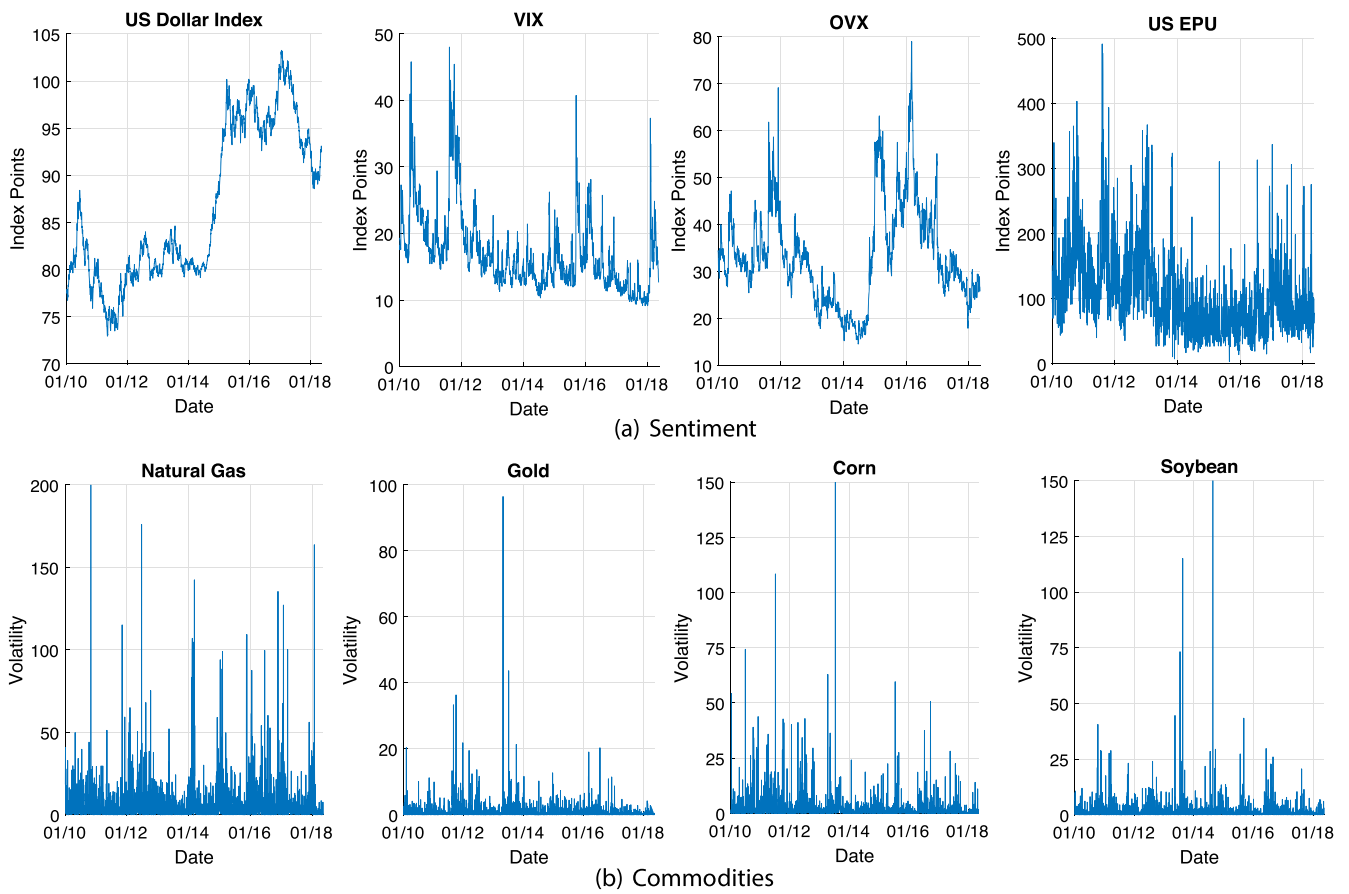 US Dollar Index
105
100
95
90
85
80
75
70
Index Points
01/10 01/12 01/14 01/16 01/18
Date
VIX
50
40
30
20
10
0
Index Points
01/10 01/12 01/14 01/16 01/18
Date
OVX
80
70
60
50
40
30
20
10
Index Points
01/10 01/12 01/14 01/16 01/18
Date
US EPU
500
400
300
200
100
0
Index Points
01/10 01/12 01/14 01/16 01/18
Date
(a) Sentiment
Natural Gas
200
150
100
50
0
Volatility
01/10 01/12 01/14 01/16 01/18
Date
Gold
100
80
60
40
20
0
Volatility
01/10 01/12 01/14 01/16 01/18
Date
Corn
150
125
100
75
50
25
0
Volatility
01/10 01/12 01/14 01/16 01/18
Date
Soybean
150
125
100
75
50
25
0
Volatility
01/10 01/12 01/14 01/16 01/18
Date
(b) Commodities